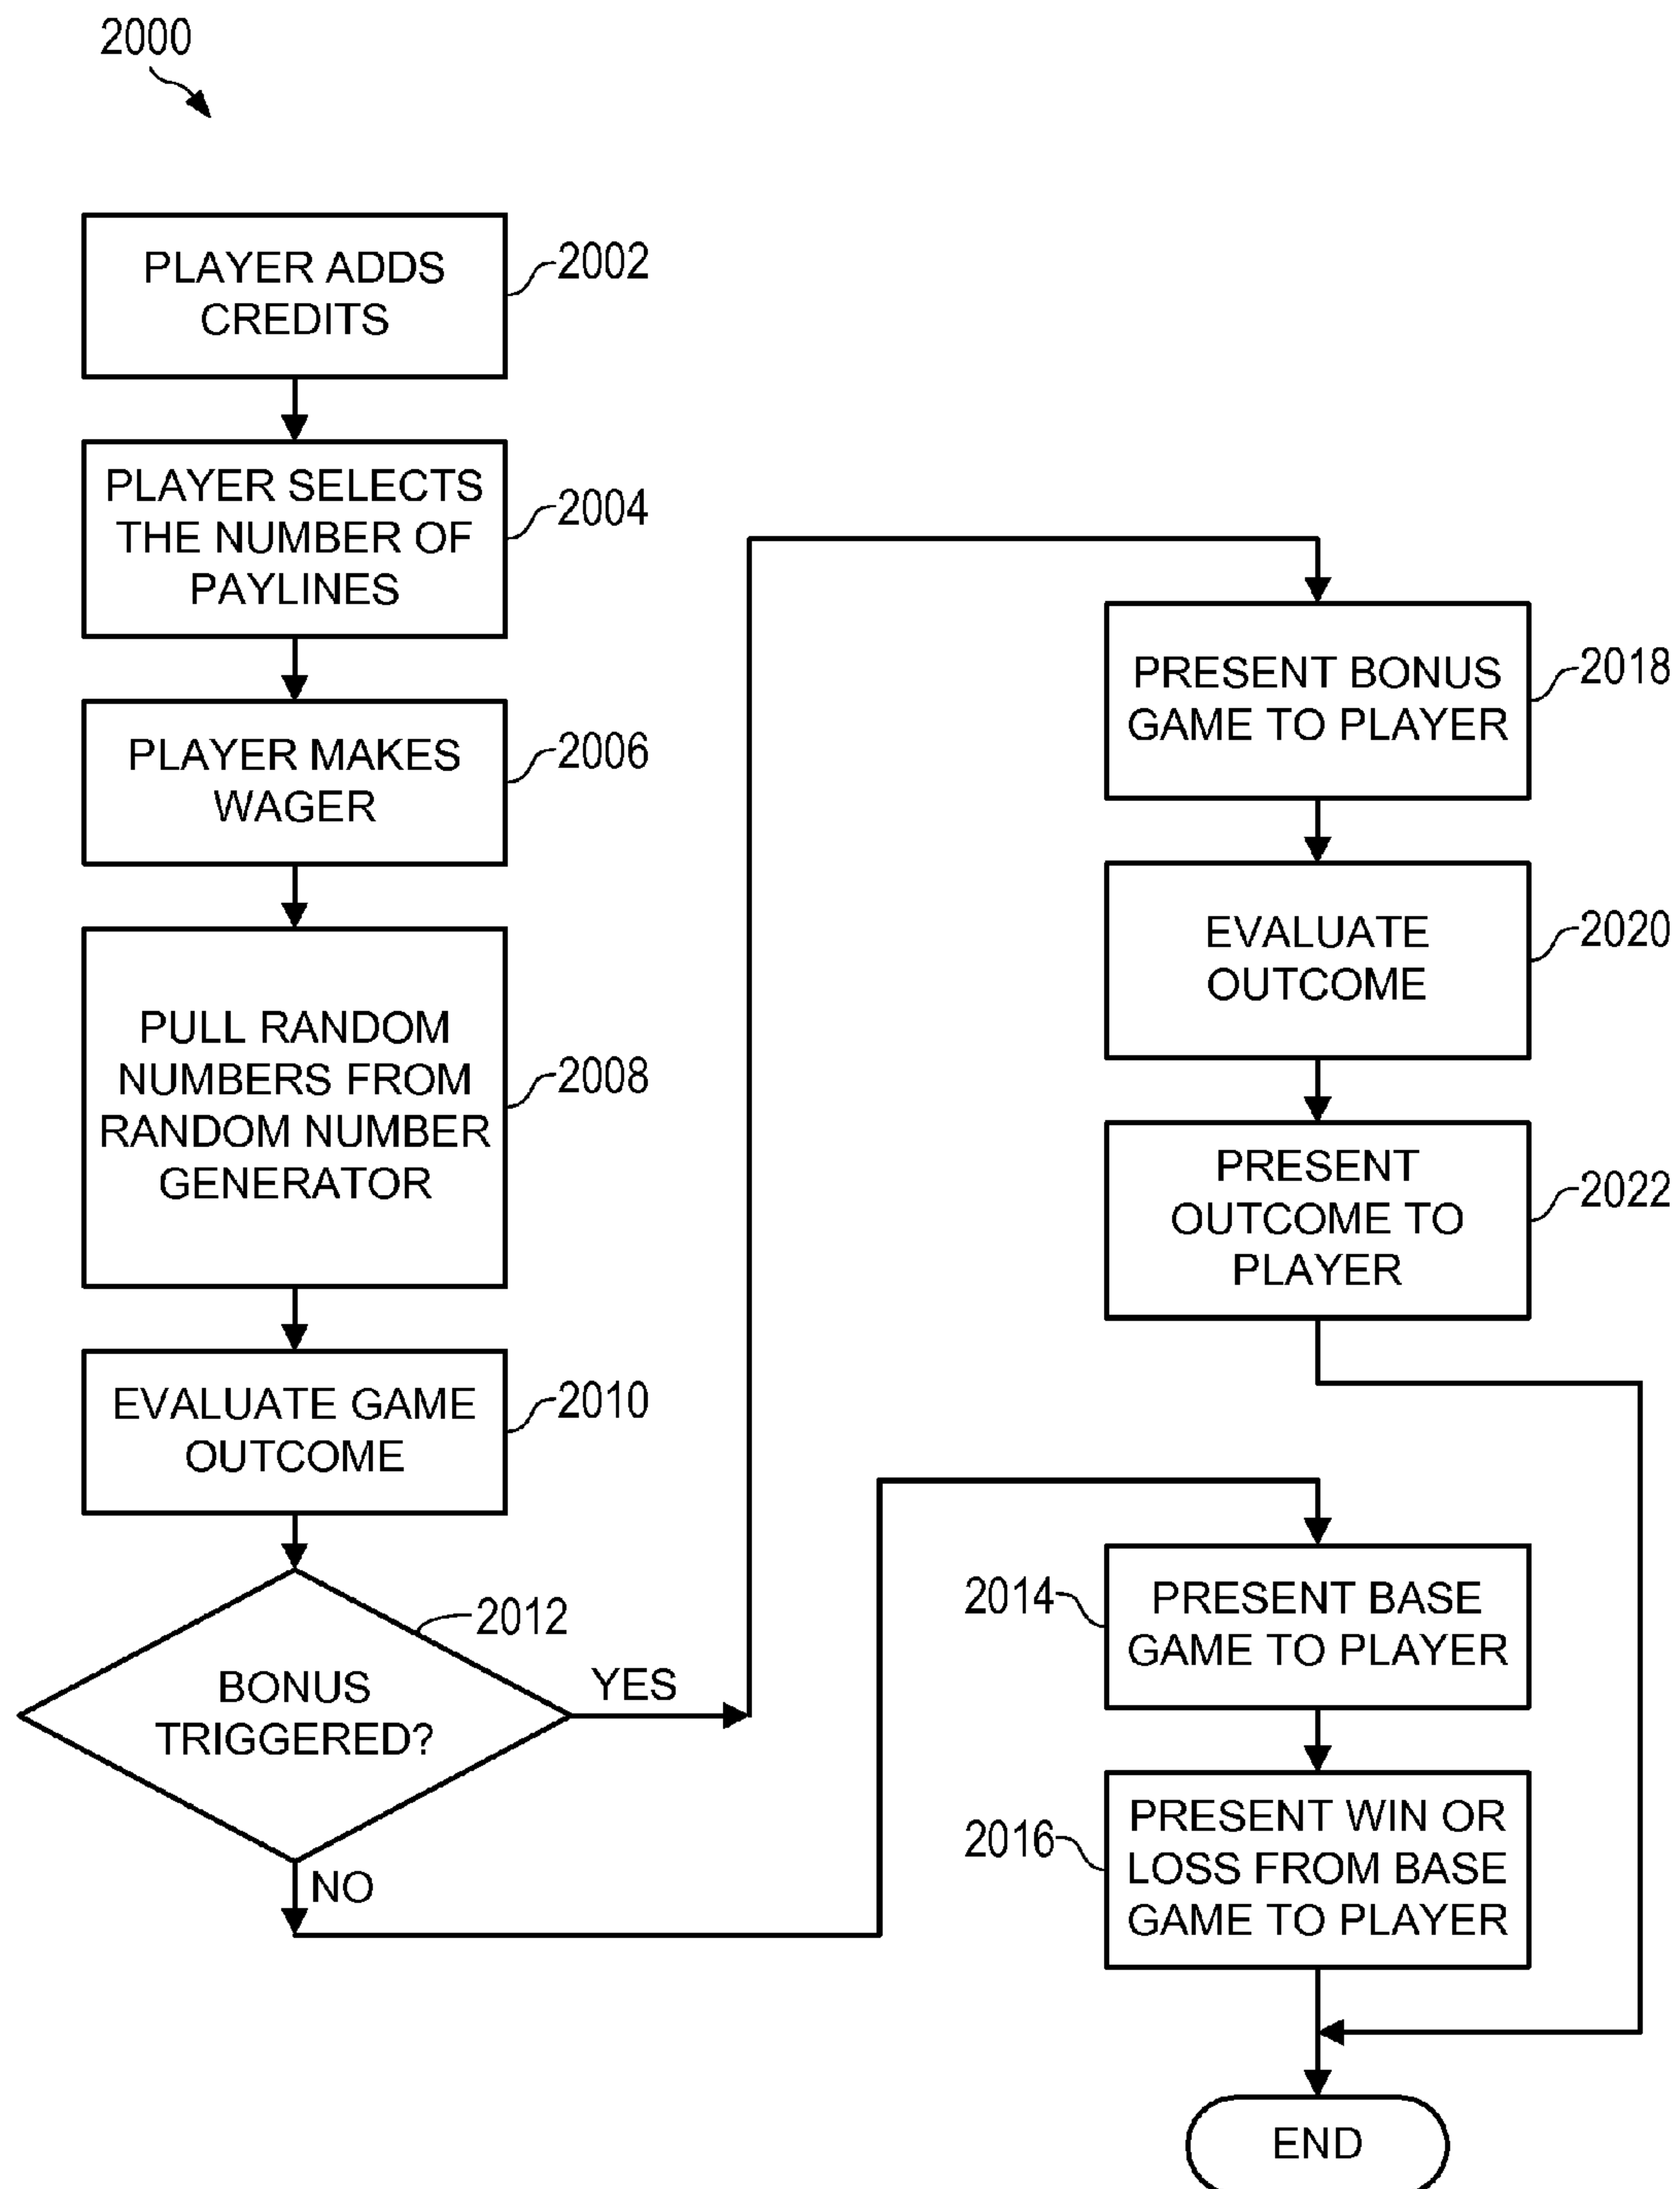 2000
PLAYER ADDS
CREDITS
2002
PLAYER SELECTS
THE NUMBER OF
PAYLINES
2004
PLAYER MAKES
WAGER
2006
PULL RANDOM
NUMBERS FROM
RANDOM NUMBER
GENERATOR
2008
EVALUATE GAME
OUTCOME
2010
BONUS
TRIGGERED?
2012
YES
NO
PRESENT BONUS
GAME TO PLAYER
2018
EVALUATE
OUTCOME
2020
PRESENT
OUTCOME TO
PLAYER
2022
2014
PRESENT BASE
GAME TO PLAYER
2016
PRESENT WIN OR
LOSS FROM BASE
GAME TO PLAYER
END